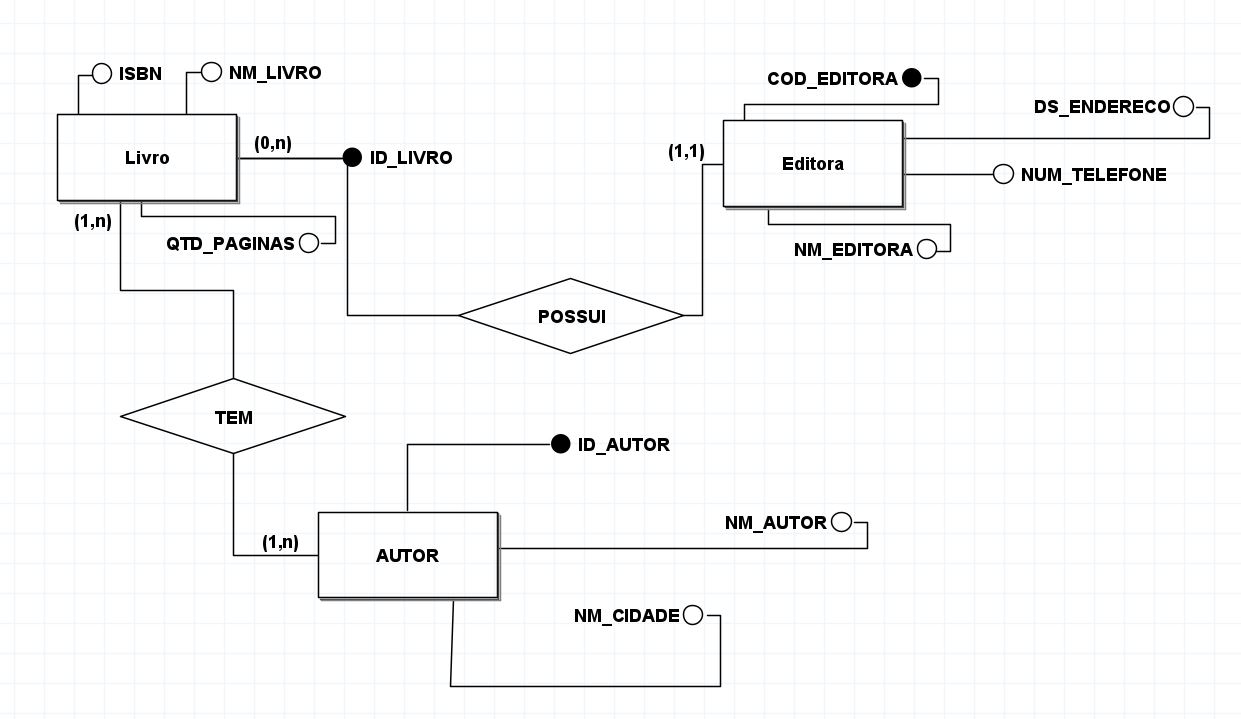 ISBN
NM_LIVRO
COD_EDITORA
DS_ENDERECO
Livro
(0,n)
ID_LIVRO
(1,1)
Editora
NUM_TELEFONE
(1,n)
QTD_PAGINAS
NM_EDITORA
POSSUI
TEM
ID_AUTOR
NM_AUTOR
(1,n)
AUTOR
NM_CIDADE